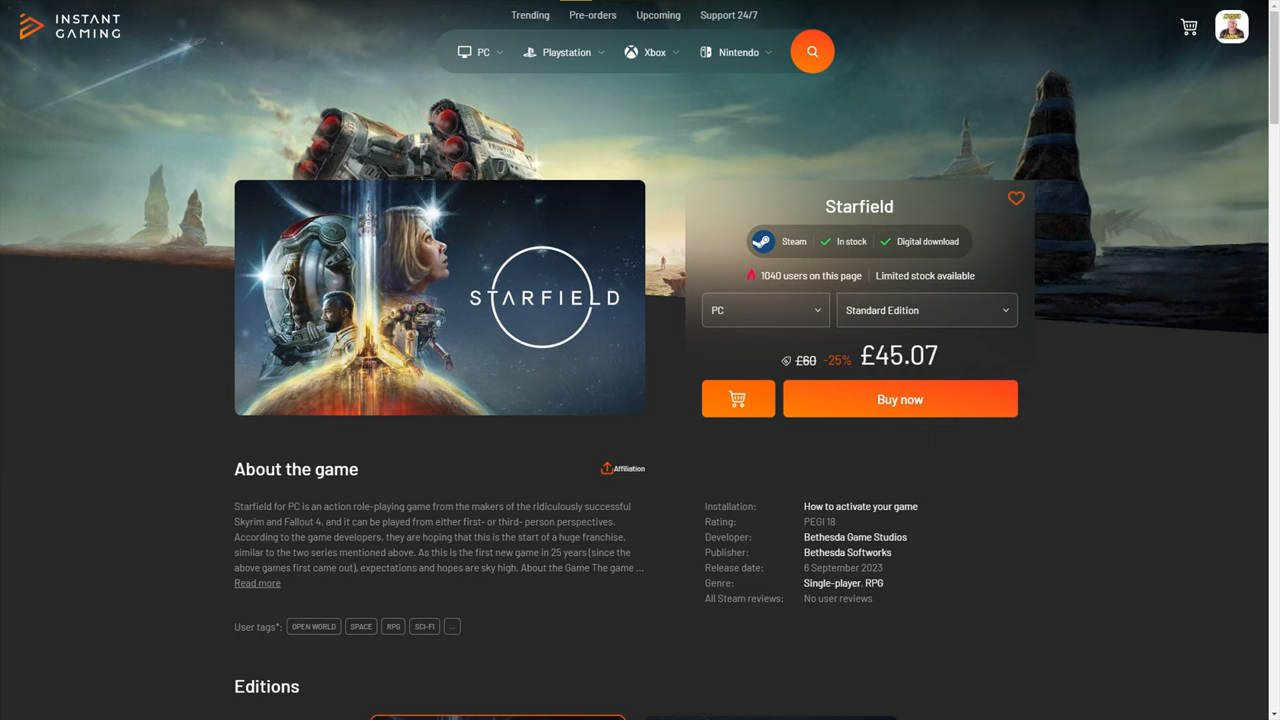 INSTANT
GAMING
Trending
Pre-orders
Upcoming
Support 24/7
PC
Playstation
Xbox
Nintendo
FRONTIER
STARFIELD
Starfield
Steam
In stock
Digital download
1040 users on this page
Limited stock available
PC
Standard Edition
£60
-25%
£45.07
Buy now
About the game
Affiliation
Starfield for PC is an action role-playing game from the makers of the ridiculously successful
Skyrim and Fallout 4, and it can be played from either first- or third- person perspectives.
According to the game developers, they are hoping that this is the start of a huge franchise,
similar to the two series mentioned above. As this is the first new game in 25 years (since the
above games first came out), expectations and hopes are sky high. About the Game The game ...
Read more
User tags*:
OPEN WORLD
SPACE
RPG
SCI-FI
...
Installation: How to activate your game
Rating: PEGI 18
Developer: Bethesda Game Studios
Publisher: Bethesda Softworks
Release date: 6 September 2023
Genre: Single-player, RPG
All Steam reviews: No user reviews
Editions